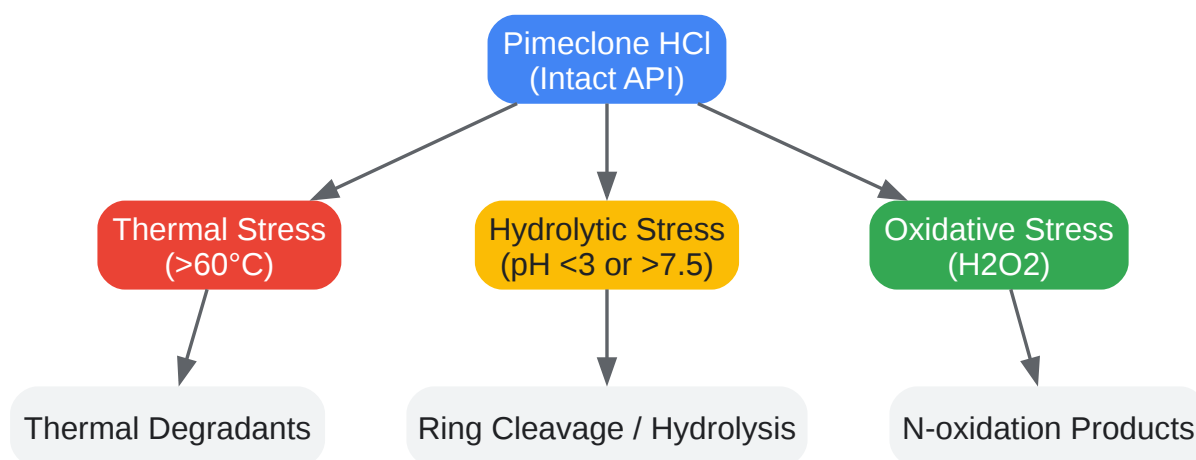 Pimeclone HCl
(Intact API)
Thermal Stress
(>60°C)
Hydrolytic Stress
(pH <3 or >7.5)
Oxidative Stress
(H2O2)
Thermal Degradants
Ring Cleavage / Hydrolysis
N-oxidation Products